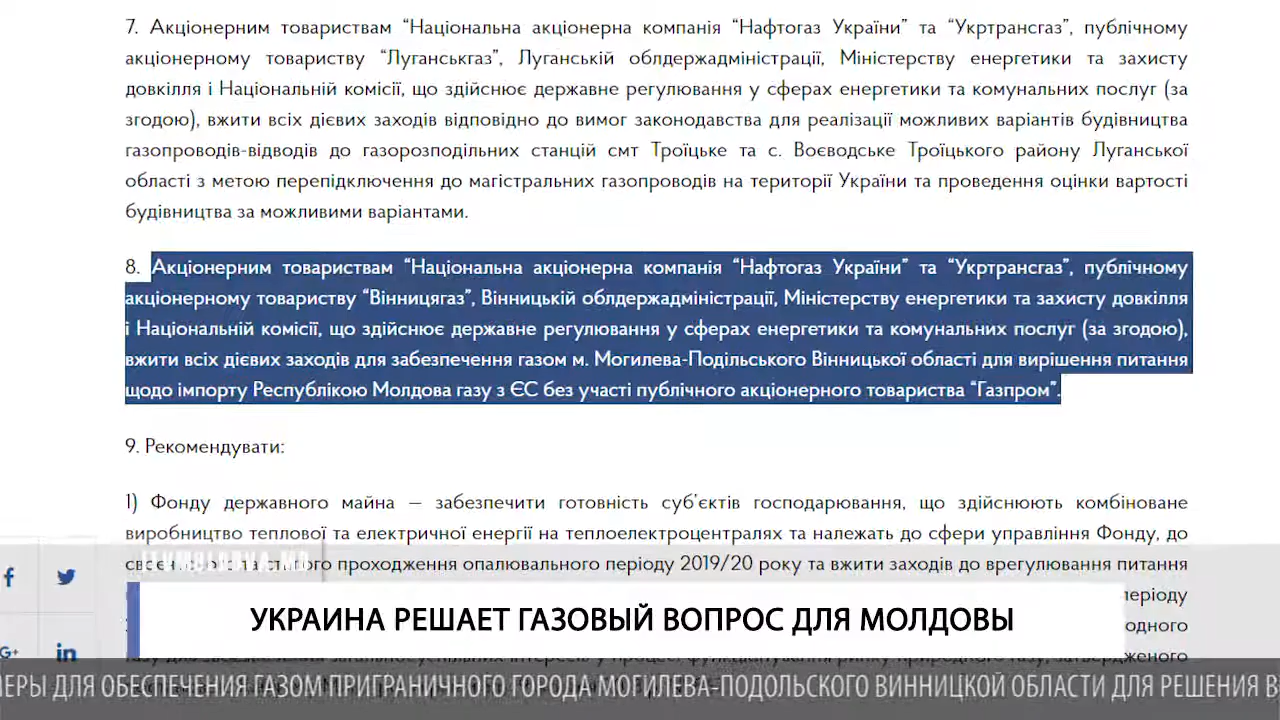 7. Акціонерним товариствам “Національна акціонерна компанія “Нафтогаз України” та “Укртрансгаз”, публічному
акціонерному товариству “Луганськгаз”, Луганській облдержадміністрації, Міністерству енергетики та захисту
довкілля і Національній комісії, що здійснює державне регулювання у сферах енергетики та комунальних послуг (за
згодою), вжити всіх дієвих заходів відповідно до вимог законодавства для реалізації можливих варіантів будівництва
газопроводів-відводів до газорозподільних станцій смт Троїцьке та с. Воєводське Троїцького району Луганської
області з метою перепідключення до магістральних газопроводів на території України та проведення оцінки вартості
будівництва за можливими варіантами.
8. Акціонерним товариствам “Національна акціонерна компанія “Нафтогаз України” та “Укртрансгаз”, публічному
акціонерному товариству “Вінницягаз”, Вінницькій облдержадміністрації, Міністерству енергетики та захисту довкілля
і Національній комісії, що здійснює державне регулювання у сферах енергетики та комунальних послуг (за згодою),
вжити всіх дієвих заходів для забезпечення газом м. Могилева-Подільського Вінницької області для вирішення питання
щодо імпорту Республікою Молдова газу з ЄС без участі публічного акціонерного товариства “Газпром”.
9. Рекомендувати:
1) Фонду державного майна — забезпечити готовність суб’єктів господарювання, що здійснюють комбіноване
виробництво теплової та електричної енергії на теплоелектроцентралях та належать до сфери управління Фонду, до
проходження опалювального періоду 2019/20 року та вжити заходів до врегулювання питання
періоду
УКРАИНА РЕШАЕТ ГАЗОВЫЙ ВОПРОС ДЛЯ МОЛДОВЫ
МЕРЫ ДЛЯ ОБЕСПЕЧЕНИЯ ГАЗОМ ПРИГРАНИЧНОГО ГОРОДА МОГИЛЕВА-ПОДОЛЬСКОГО ВИННИЦКОЙ ОБЛАСТИ ДЛЯ РЕШЕНИЯ В